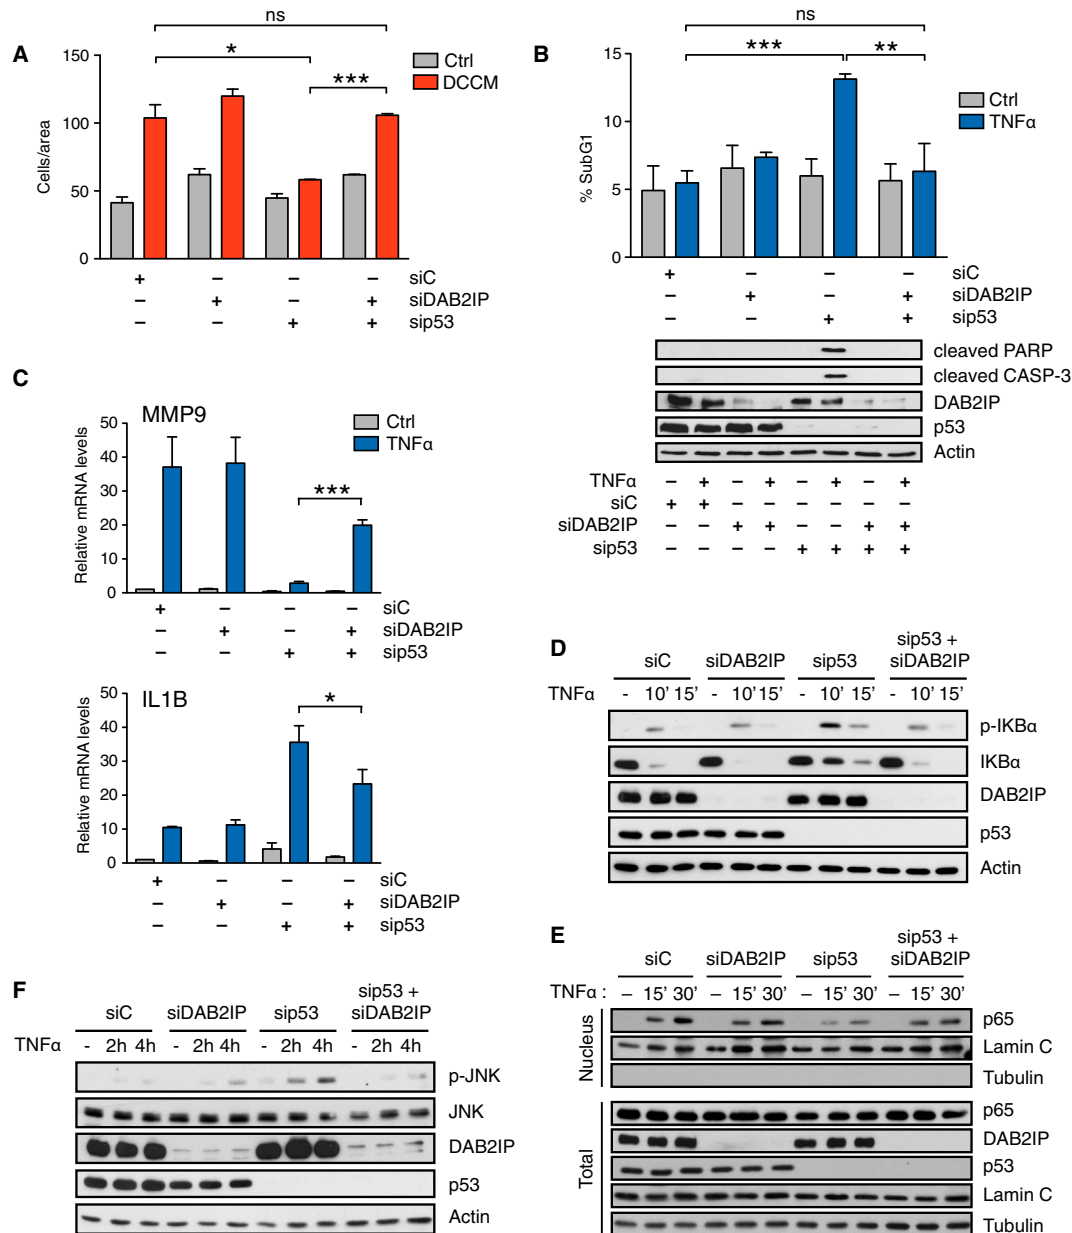 A
ns
*
***
150
100
50
0
Cells/area
Ctrl
DCCM
+ – – – siC
– + – + siDAB2IP
– – + + sip53
B
ns
***
**
15
10
5
0
% SubG1
Ctrl
TNFα
+ – – – siC
– + – + siDAB2IP
– – + + sip53
cleaved PARP
cleaved CASP-3
DAB2IP
p53
Actin
TNFα – + – + – + – +
siC + + – – – – – –
siDAB2IP – – + + – – + +
sip53 – – – – + + + +
C
MMP9
50
40
30
20
10
0
Relative mRNA levels
Ctrl
TNFα
***
+ – – – siC
– + – + siDAB2IP
– – + + sip53
IL1B
50
40
30
20
10
0
Relative mRNA levels
*
+ – – – siC
– + – + siDAB2IP
– – + + sip53
D
siC siDAB2IP sip53 sip53 +
siDAB2IP
TNFα - 10' 15' - 10' 15' - 10' 15' - 10' 15'
p-IKBα
IKBα
DAB2IP
p53
Actin
E
siC siDAB2IP sip53 sip53 +
siDAB2IP
TNFα : – 15' 30' – 15' 30' – 15' 30' – 15' 30'
Nucleus
p65
Lamin C
Tubulin
Total
p65
DAB2IP
p53
Lamin C
Tubulin
F
siC siDAB2IP sip53 sip53 +
siDAB2IP
TNFα - 2h 4h - 2h 4h - 2h 4h - 2h 4h
p-JNK
JNK
DAB2IP
p53
Actin